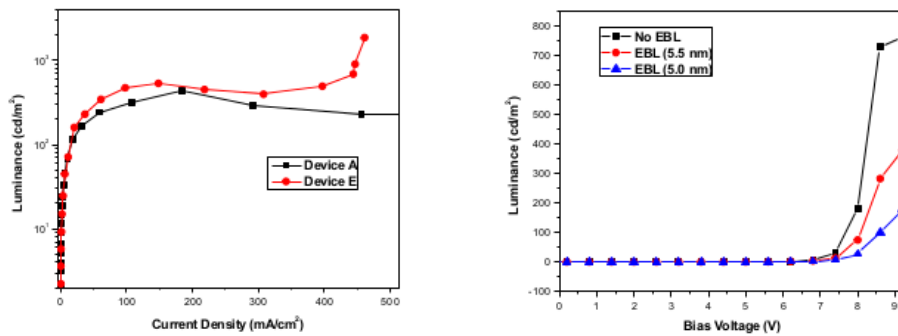 10³
10²
10¹
Luminance (cd/m²)
0 100 200 300 400 500
Current Density (mA/cm²)
Device A
Device E
800
700
600
500
400
300
200
100
0
-100
Luminance ( cd/m²)
0 1 2 3 4 5 6 7 8 9
Bias Voltage (V)
No EBL
EBL (5.5 nm)
EBL (5.0 nm)